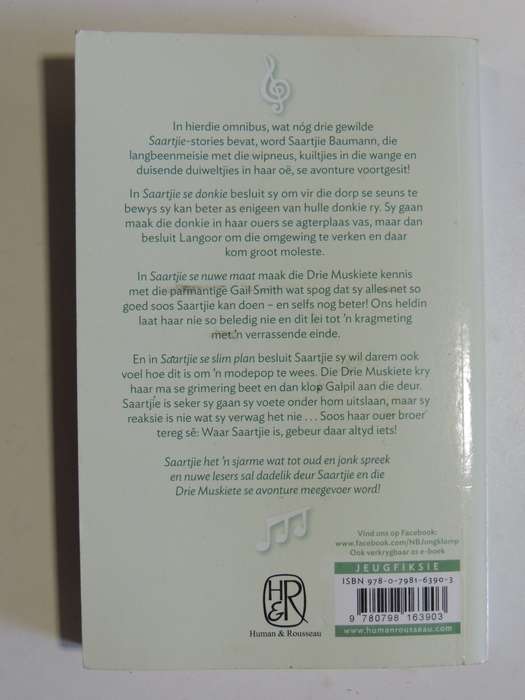 In hierdie omnibus, wat nóg drie gewilde
Saartjie-stories bevat, word Saartjie Baumann, die
langbeenmeisie met die wipneus, kuiltjies in die wange en
duisende duiweltjies in haar oë, se avonture voortgesit!
In Saartjie se donkie besluit sy om vir die dorp se seuns te
bewys sy kan beter as enigeen van hulle donkie ry. Sy gaan
maak die donkie in haar ouers se agterplaas vas, maar dan
besluit Langoor om die omgewing te verken en daar
kom groot moleste.
In Saartjie se nuwe maat maak die Drie Muskiete kennis
met die parmantige Gail Smith wat spog dat sy alles net so
goed soos Saartjie kan doen – en selfs nog beter! Ons heldin
laat haar nie so beledig nie en dit lei tot 'n kragmeting
met 'n verrassende einde.
En in Saartjie se slim plan besluit Saartjie sy wil darem ook
voel hoe dit is om 'n modepop te wees. Die Drie Muskiete kry
haar ma se grimering beet en dan klop Galpil aan die deur.
Saartjie is seker sy gaan sy voete onder hom uitslaan, maar sy
reaksie is nie wat sy verwag het nie . . . Soos haar ouer broer
tereg sê: Waar Saartjie is, gebeur daar altyd iets!
Saartjie het 'n sjarme wat tot oud en jonk spreek
en nuwe lesers sal dadelik deur Saartjie en die
Drie Muskiete se avonture meegevoer word!
Vind ons op Facebook:
www.facebook.com/NBJongklomp
Ook verkrygbaar as e-boek
JEUGFIKSIE
ISBN 978-0-7981-6390-3
9 780798 163903
www.humanrousseau.com
HR&
Human & Rousseau